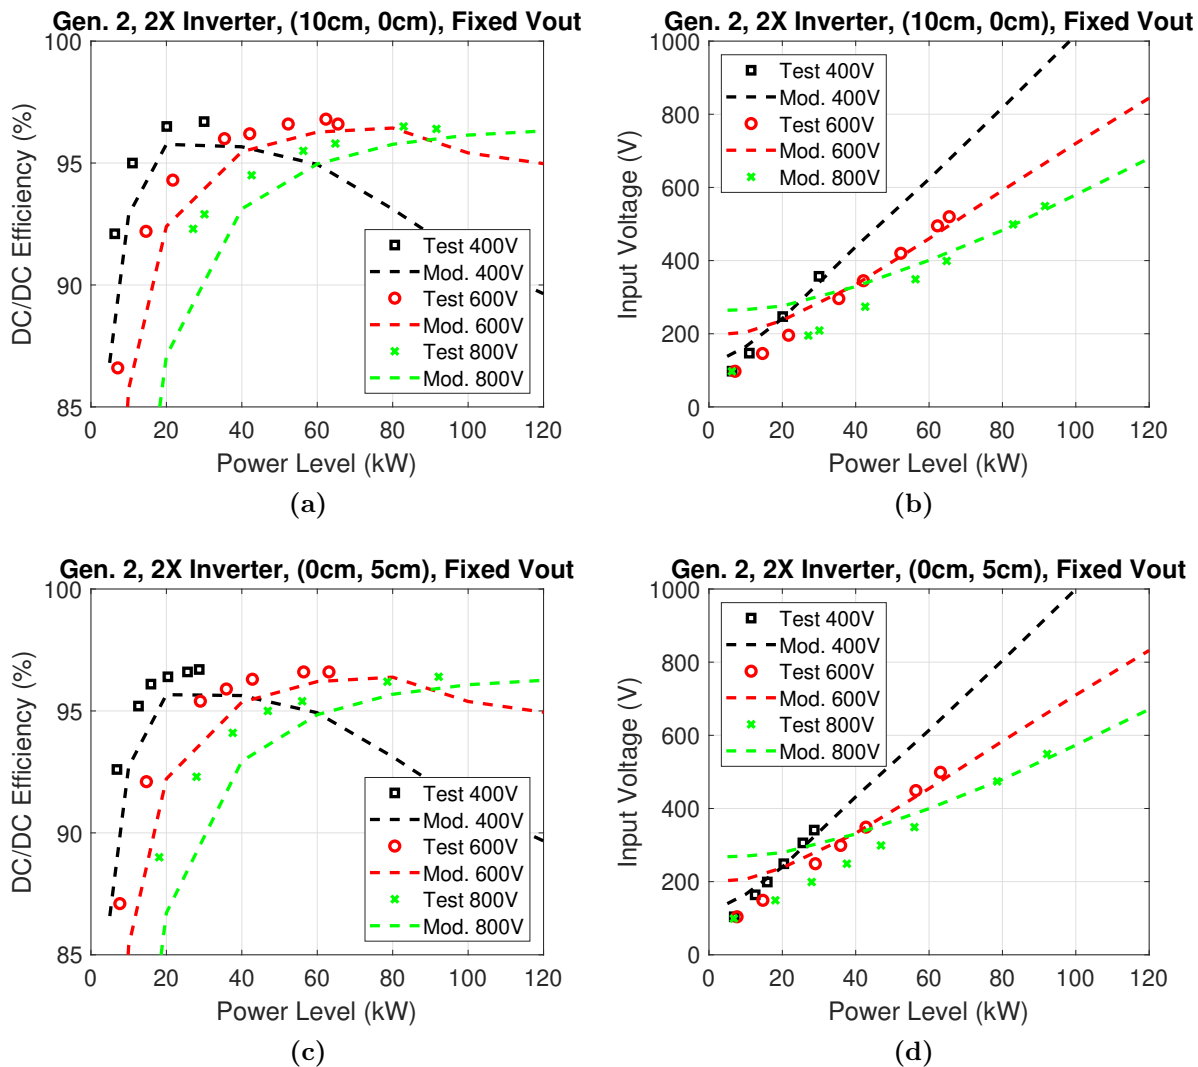 Gen. 2, 2X Inverter, (10cm, 0cm), Fixed Vout
100
95
90
85
DC/DC Efficiency (%)
0 20 40 60 80 100 120
Power Level (kW)
Test 400V
Mod. 400V
Test 600V
Mod. 600V
Test 800V
Mod. 800V
(a)
Gen. 2, 2X Inverter, (10cm, 0cm), Fixed Vout
1000
800
600
400
200
0
Input Voltage (V)
0 20 40 60 80 100 120
Power Level (kW)
Test 400V
Mod. 400V
Test 600V
Mod. 600V
Mod. 800V
(b)
Gen. 2, 2X Inverter, (0cm, 5cm), Fixed Vout
100
95
90
85
DC/DC Efficiency (%)
0 20 40 60 80 100 120
Power Level (kW)
Test 400V
Mod. 400V
Test 600V
Mod. 600V
Test 800V
Mod. 800V
(c)
Gen. 2, 2X Inverter, (0cm, 5cm), Fixed Vout
1000
800
600
400
200
0
Input Voltage (V)
0 20 40 60 80 100 120
Power Level (kW)
Test 400V
Mod. 400V
Test 600V
Mod. 600V
Test 800V
Mod. 800V
(d)